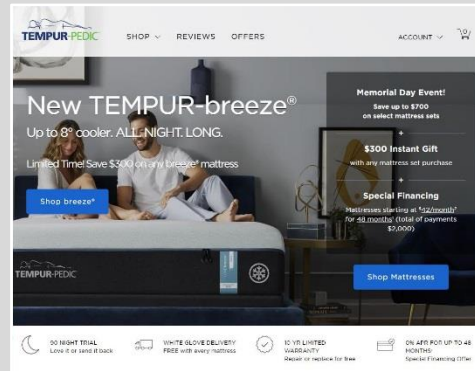 TEMPUR-PEDIC
SHOP
REVIEWS
OFFERS
ACCOUNT
0
New TEMPUR-breeze®
Up to 8° cooler. ALL-NIGHT. LONG.
Limited Time! Save $300 on any breeze® mattress
Shop breeze®
Memorial Day Event!
Save up to $700
on select mattress sets
+
$300 Instant Gift
with any mattress set purchase
+
Special Financing
Mattresses starting at $42/month*
for 48 months* (total of payments
$2,000)
Shop Mattresses
TEMPUR-PEDIC
90 NIGHT TRIAL
Love it or send it back
WHITE GLOVE DELIVERY
FREE with every mattress
10 YR LIMITED
WARRANTY
Repair or replace for free
0% APR FOR UP TO 48
MONTHS*
Special Financing Offer